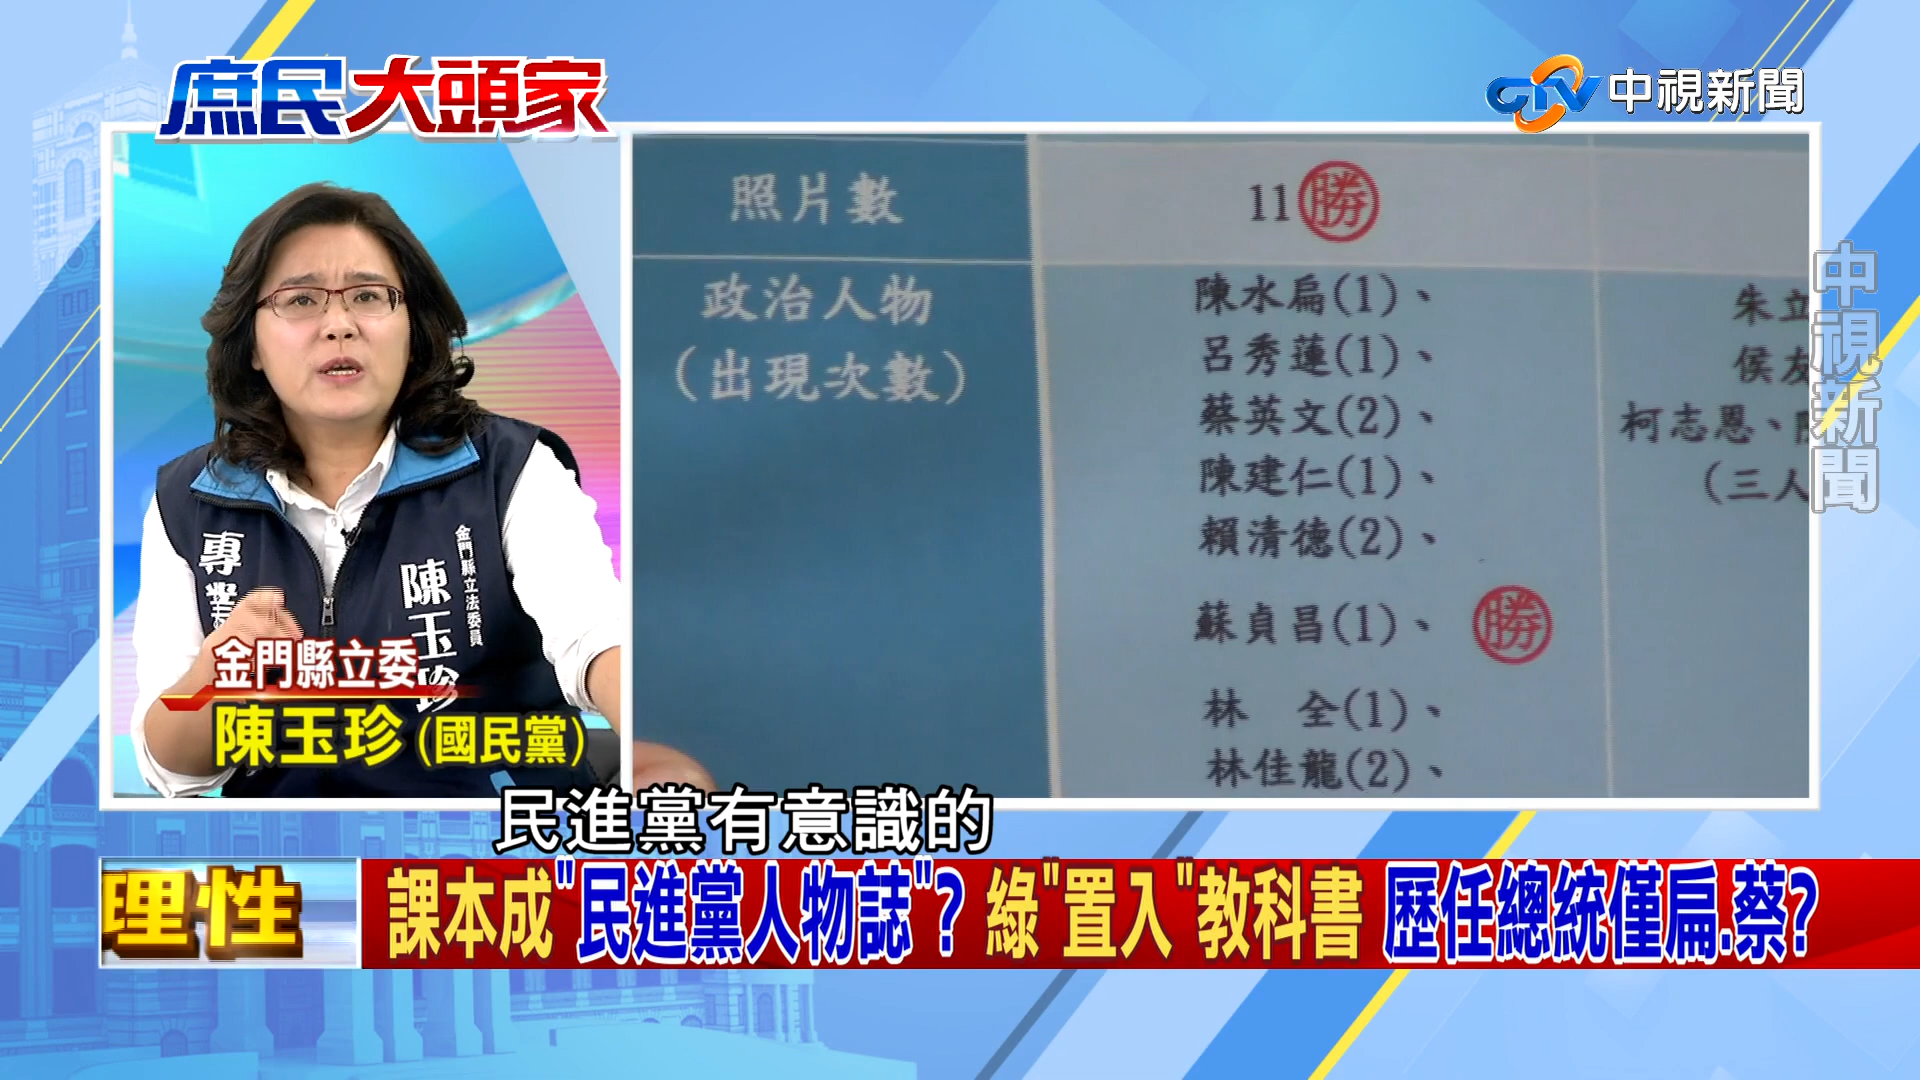 庶民大頭家
CTV 中視新聞
照片數
11 勝
政治人物
(出現次數)
陳水扁(1)、
呂秀蓮(1)、
蔡英文(2)、
陳建仁(1)、
賴清德(2)、
蘇貞昌(1)、
勝
林 全(1)、
林佳龍(2)、
朱立
侯友
柯志恩、
(三人
中視新聞
專業
金門縣立法委員
陳玉珍
金門縣立委
陳玉珍(國民黨)
民進黨有意識的
理性
課本成"民進黨人物誌"? 綠"置入"教科書 歷任總統僅扁.蔡?